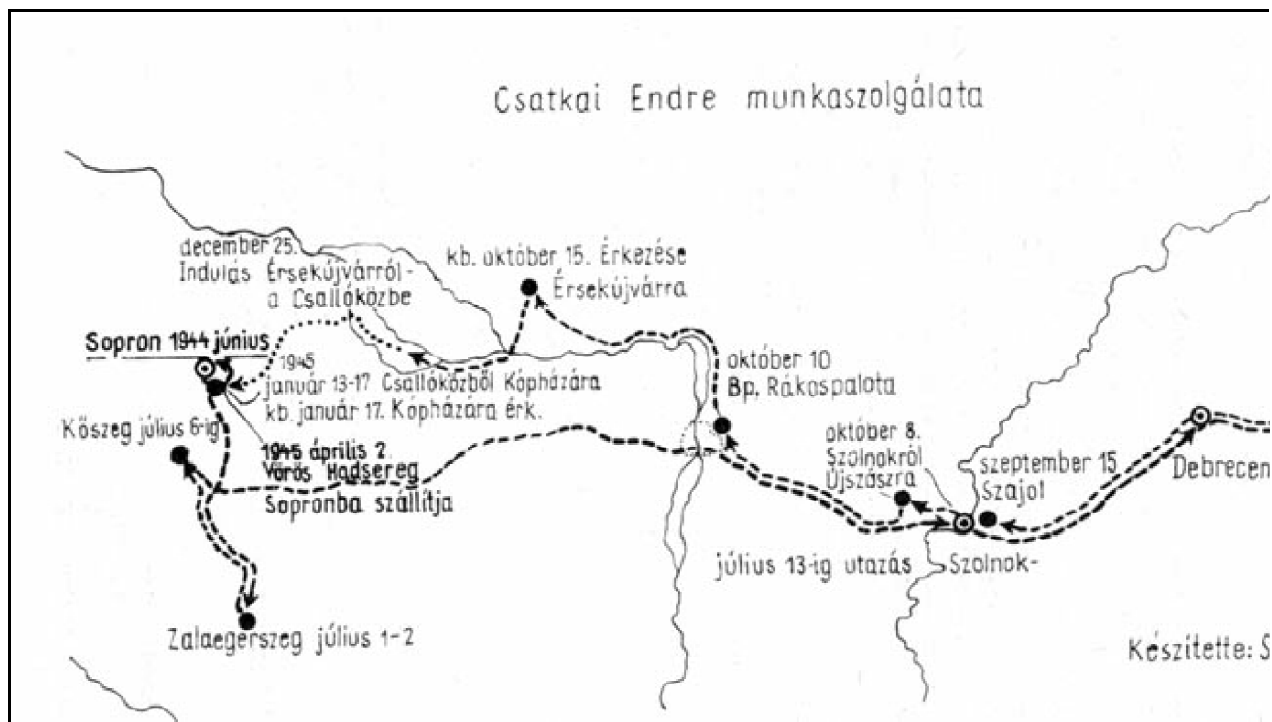 Csatkai Endre munkaszolgálata
december 25.
Indulás Érsekújvárról-
a Csallóközbe
kb. október 15. Érkezése
Érsekújvárra
Sopron 1944 június
1945
január 13-17 Csallóközből Kópházára
kb. január 17. Kópházára érk.
Kőszeg július 6-ig
1945 április 2.
Vörös Hadsereg
Sopronba szállítja
Zalaegerszeg július 1-2
október 10
Bp. Rákospalota
október 8.
Szolnokról
Újszászra
szeptember 15
Szajol
Debrecen
július 13-ig utazás Szolnok-
Készítette: S